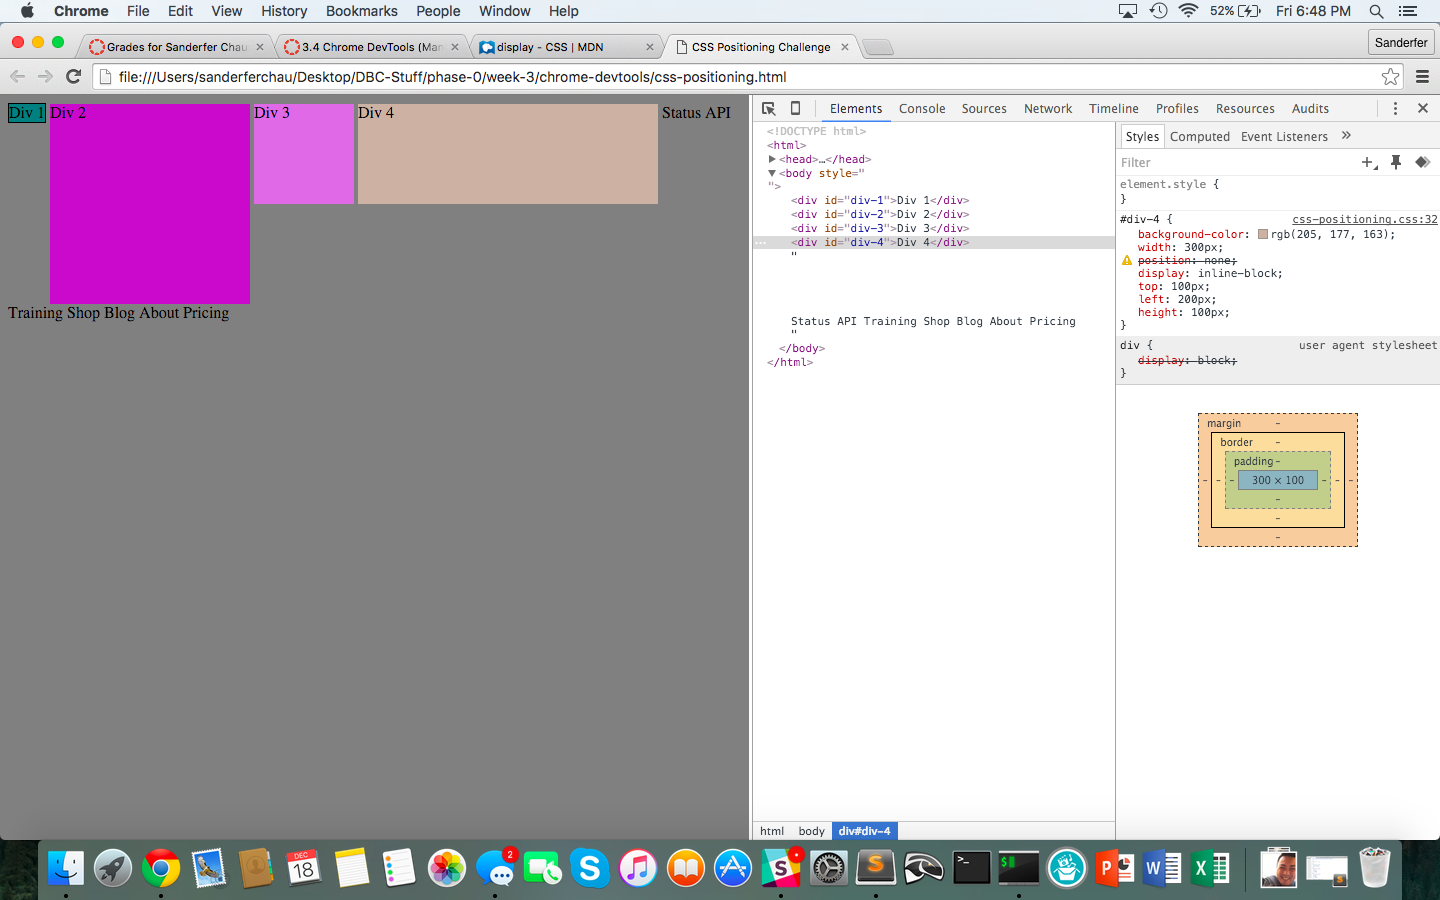 Chrome File Edit View History Bookmarks People Window Help 52% Fri 6:48 PM
Grades for Sanderfer Chau 3.4 Chrome DevTools (Man display - CSS | MDN CSS Positioning Challenge Sanderfer
file:///Users/sanderferchau/Desktop/DBC-Stuff/phase-0/week-3/chrome-devtools/css-positioning.html
Div 1 Div 2 Div 3 Div 4 Status API
Training Shop Blog About Pricing
Elements Console Sources Network Timeline Profiles Resources Audits
<!DOCTYPE html>
<html>
<head>…</head>
<body style="
">
<div id="div-1">Div 1</div>
<div id="div-2">Div 2</div>
<div id="div-3">Div 3</div>
<div id="div-4">Div 4</div>
"
Status API Training Shop Blog About Pricing
"
</body>
</html>
html body div#div-4
Styles Computed Event Listeners »
Filter
element.style {
}
#div-4 { css-positioning.css:32
background-color: rgb(205, 177, 163);
width: 300px;
position: none;
display: inline-block;
top: 100px;
left: 200px;
height: 100px;
}
div { user agent stylesheet
display: block;
}
margin -
border -
padding -
- - - 300 × 100 - - -
-
-
-
DEC
18
2